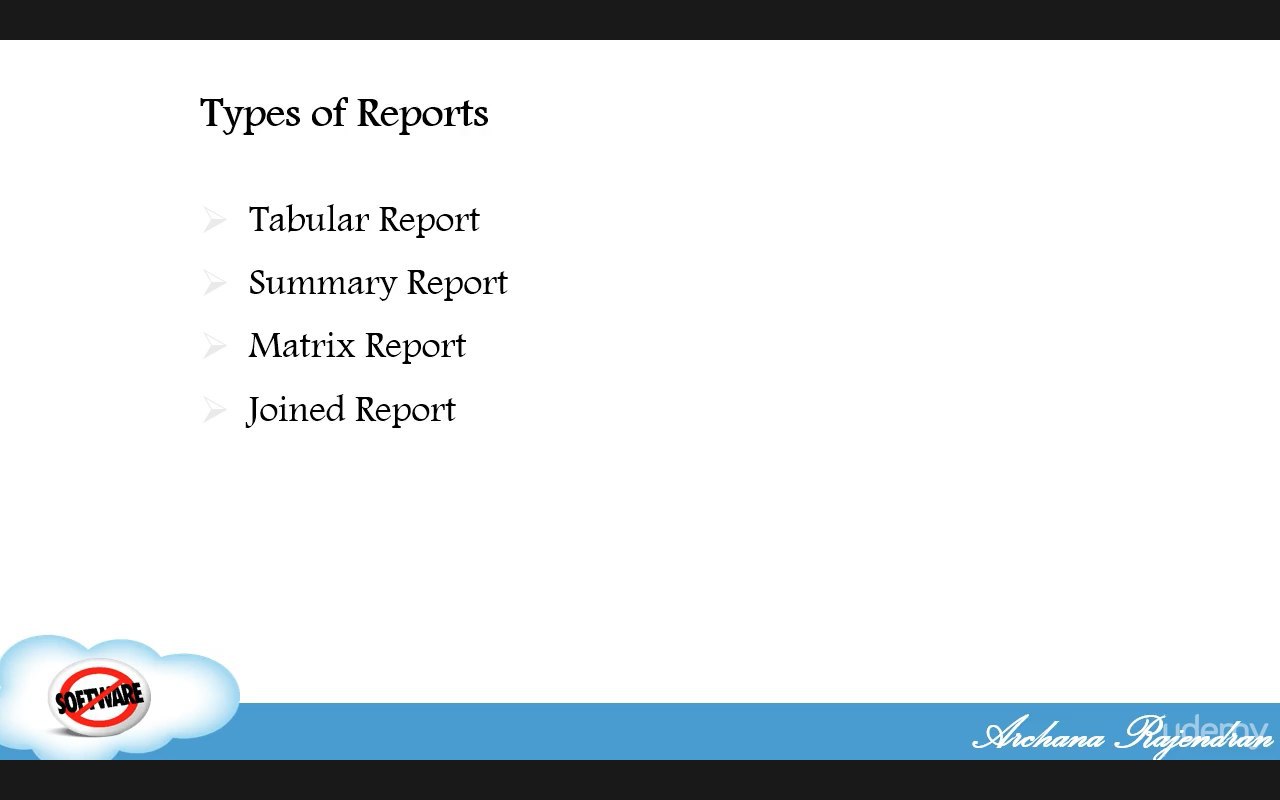 Types of Reports
Tabular Report
Summary Report
Matrix Report
Joined Report
SOFTWARE
Archana Rajendran
udemy